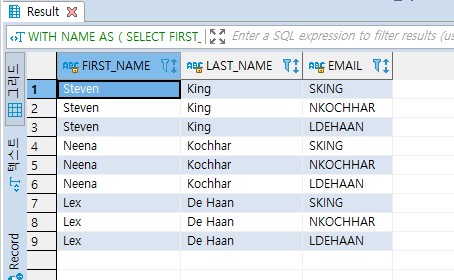 Result
WITH NAME AS ( SELECT FIRST_ Enter a SQL expression to filter results (us
그리드
텍스트
Record
ABC FIRST_NAME ABC LAST_NAME ABC EMAIL
1 Steven King SKING
2 Steven King NKOCHHAR
3 Steven King LDEHAAN
4 Neena Kochhar SKING
5 Neena Kochhar NKOCHHAR
6 Neena Kochhar LDEHAAN
7 Lex De Haan SKING
8 Lex De Haan NKOCHHAR
9 Lex De Haan LDEHAAN